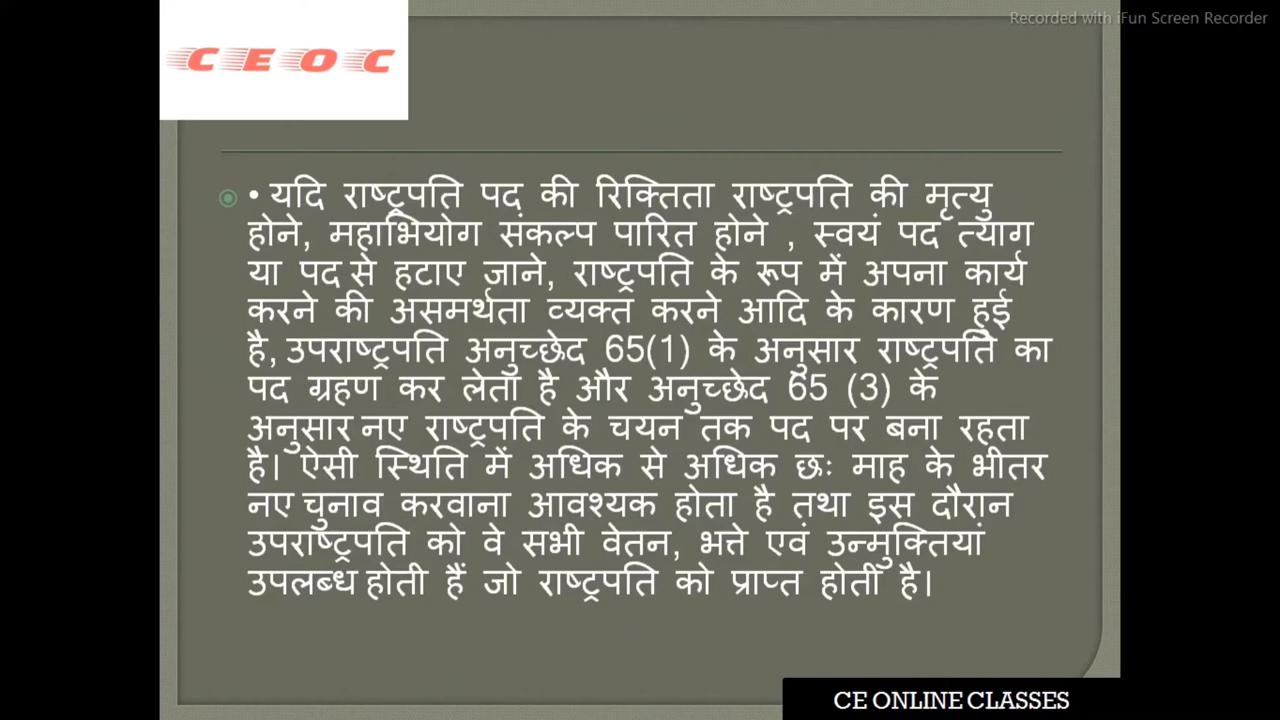 Recorded with iFun Screen Recorder
CEOC
• यदि राष्ट्रपति पद की रिक्तिता राष्ट्रपति की मृत्यु
होने, महाभियोग संकल्प पारित होने , स्वयं पद त्याग
या पद से हटाए जाने, राष्ट्रपति के रूप में अपना कार्य
करने की असमर्थता व्यक्त करने आदि के कारण हुई
है, उपराष्ट्रपति अनुच्छेद 65(1) के अनुसार राष्ट्रपति का
पद ग्रहण कर लेता है और अनुच्छेद 65 (3) के
अनुसार नए राष्ट्रपति के चयन तक पद पर बना रहता
है। ऐसी स्थिति में अधिक से अधिक छः माह के भीतर
नए चुनाव करवाना आवश्यक होता है तथा इस दौरान
उपराष्ट्रपति को वे सभी वेतन, भत्ते एवं उन्मुक्तियां
उपलब्ध होती हैं जो राष्ट्रपति को प्राप्त होती है।
CE ONLINE CLASSES